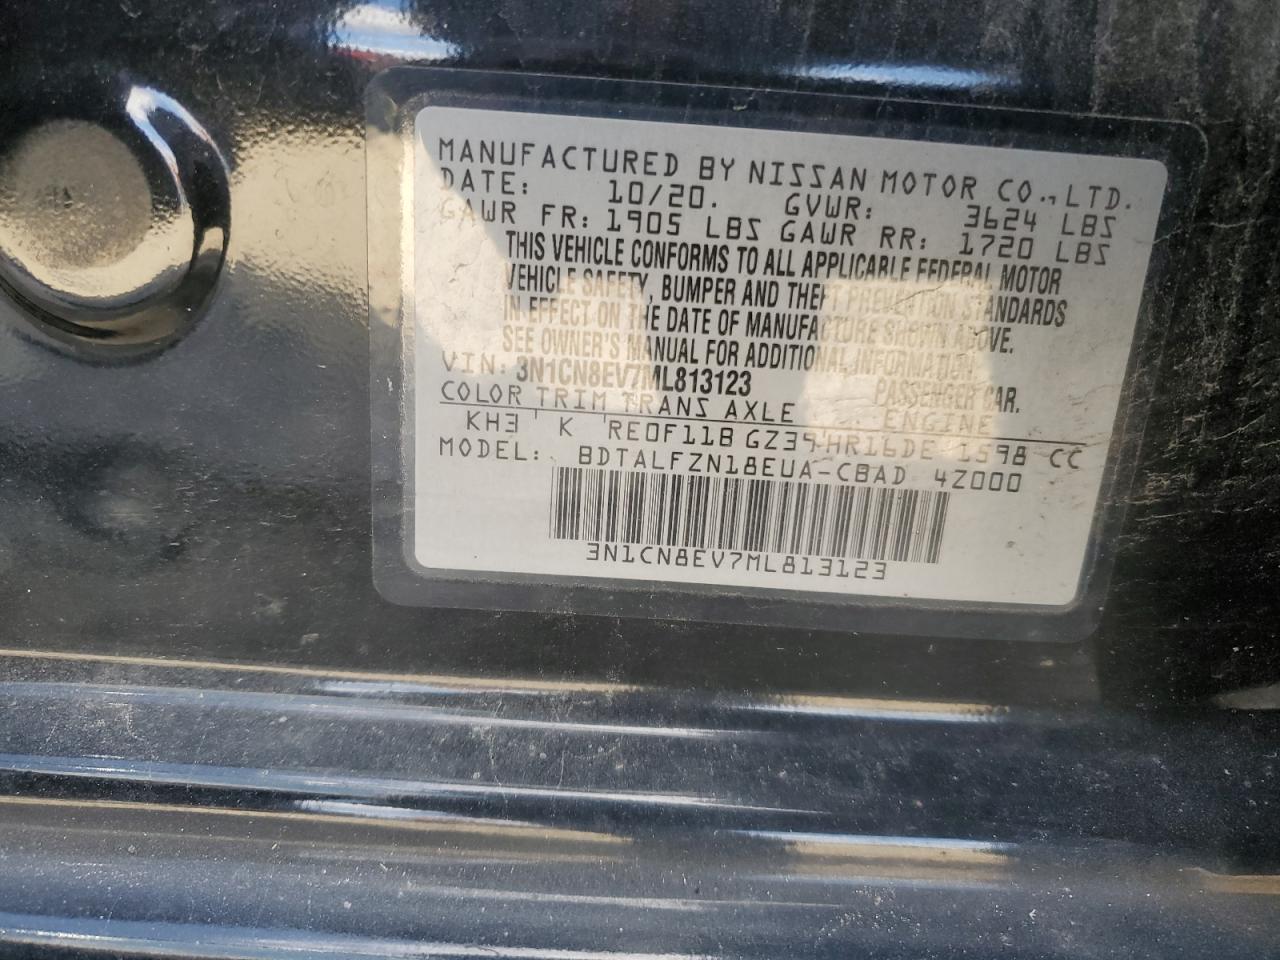 MANUFACTURED BY NISSAN MOTOR CO., LTD.
DATE: 10/20. GVWR: 3624 LBS
GAWR FR: 1905 LBS GAWR RR: 1720 LBS
THIS VEHICLE CONFORMS TO ALL APPLICABLE FEDERAL MOTOR
VEHICLE SAFETY, BUMPER AND THEFT PREVENTION STANDARDS
IN EFFECT ON THE DATE OF MANUFACTURE SHOWN ABOVE.
SEE OWNER'S MANUAL FOR ADDITIONAL INFORMATION.
VIN: 3N1CN8EV7ML813123 PASSENGER CAR.
COLOR TRIM TRANS AXLE ENGINE
KH3 K RE0F11B GZ39 HR16DE 1598 CC
MODEL: BDTALFZN18EUA-CBAD 4Z000
3N1CN8EV7ML813123